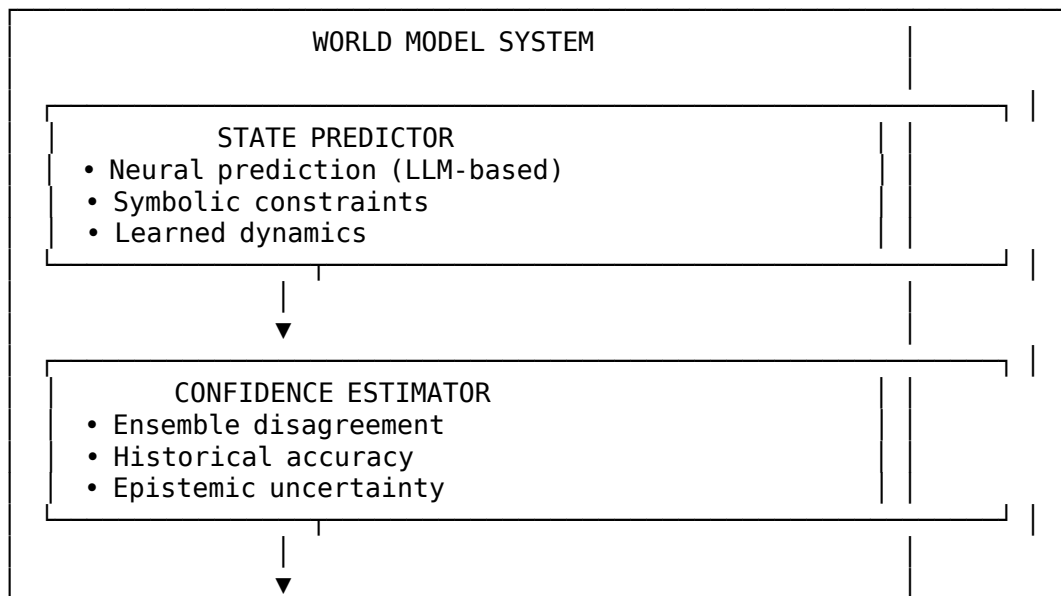 WORLD MODEL SYSTEM
STATE PREDICTOR
• Neural prediction (LLM-based)
• Symbolic constraints
• Learned dynamics
▼
CONFIDENCE ESTIMATOR
• Ensemble disagreement
• Historical accuracy
• Epistemic uncertainty
▼